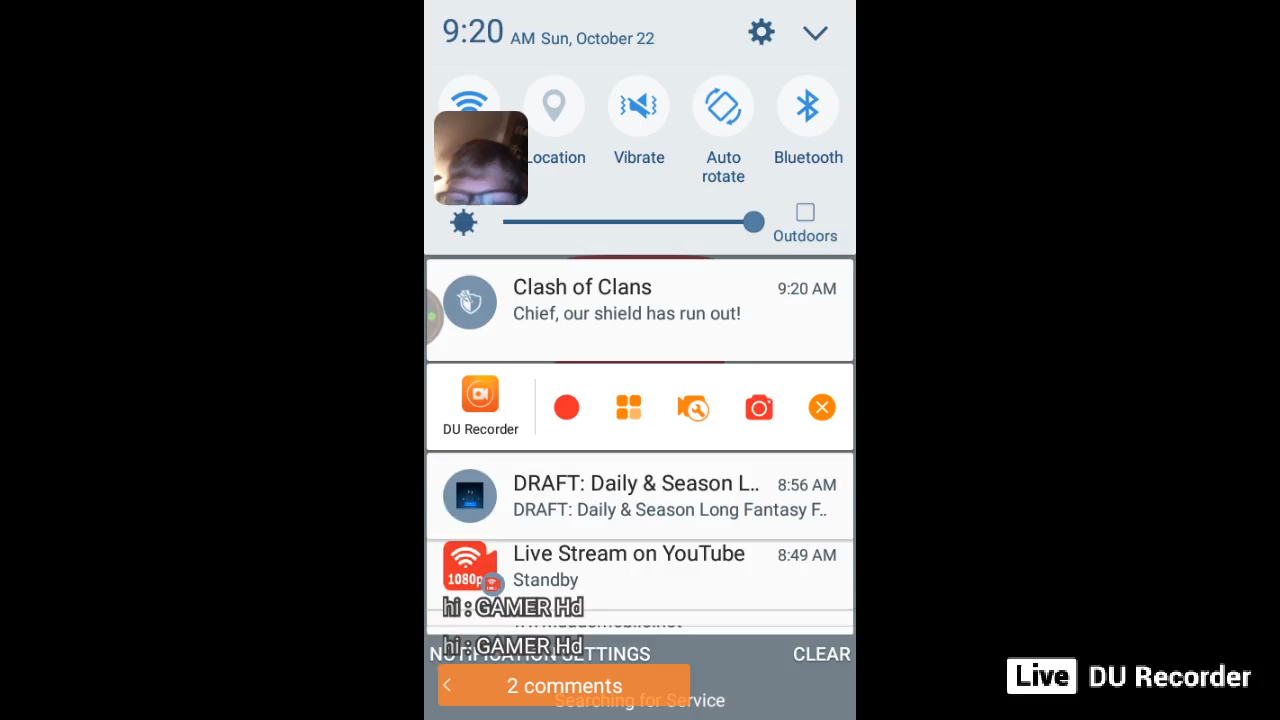 9:20 AM Sun, October 22
Location
Vibrate
Auto
rotate
Bluetooth
Outdoors
Clash of Clans
9:20 AM
Chief, our shield has run out!
DU Recorder
DRAFT: Daily & Season L..
8:56 AM
DRAFT: Daily & Season Long Fantasy F..
Live Stream on YouTube
8:49 AM
1080p
Standby
hi : GAMER Hd
hi : GAMER Hd
NOTIFICATION SETTINGS
CLEAR
2 comments
Searching for Service
Live DU Recorder